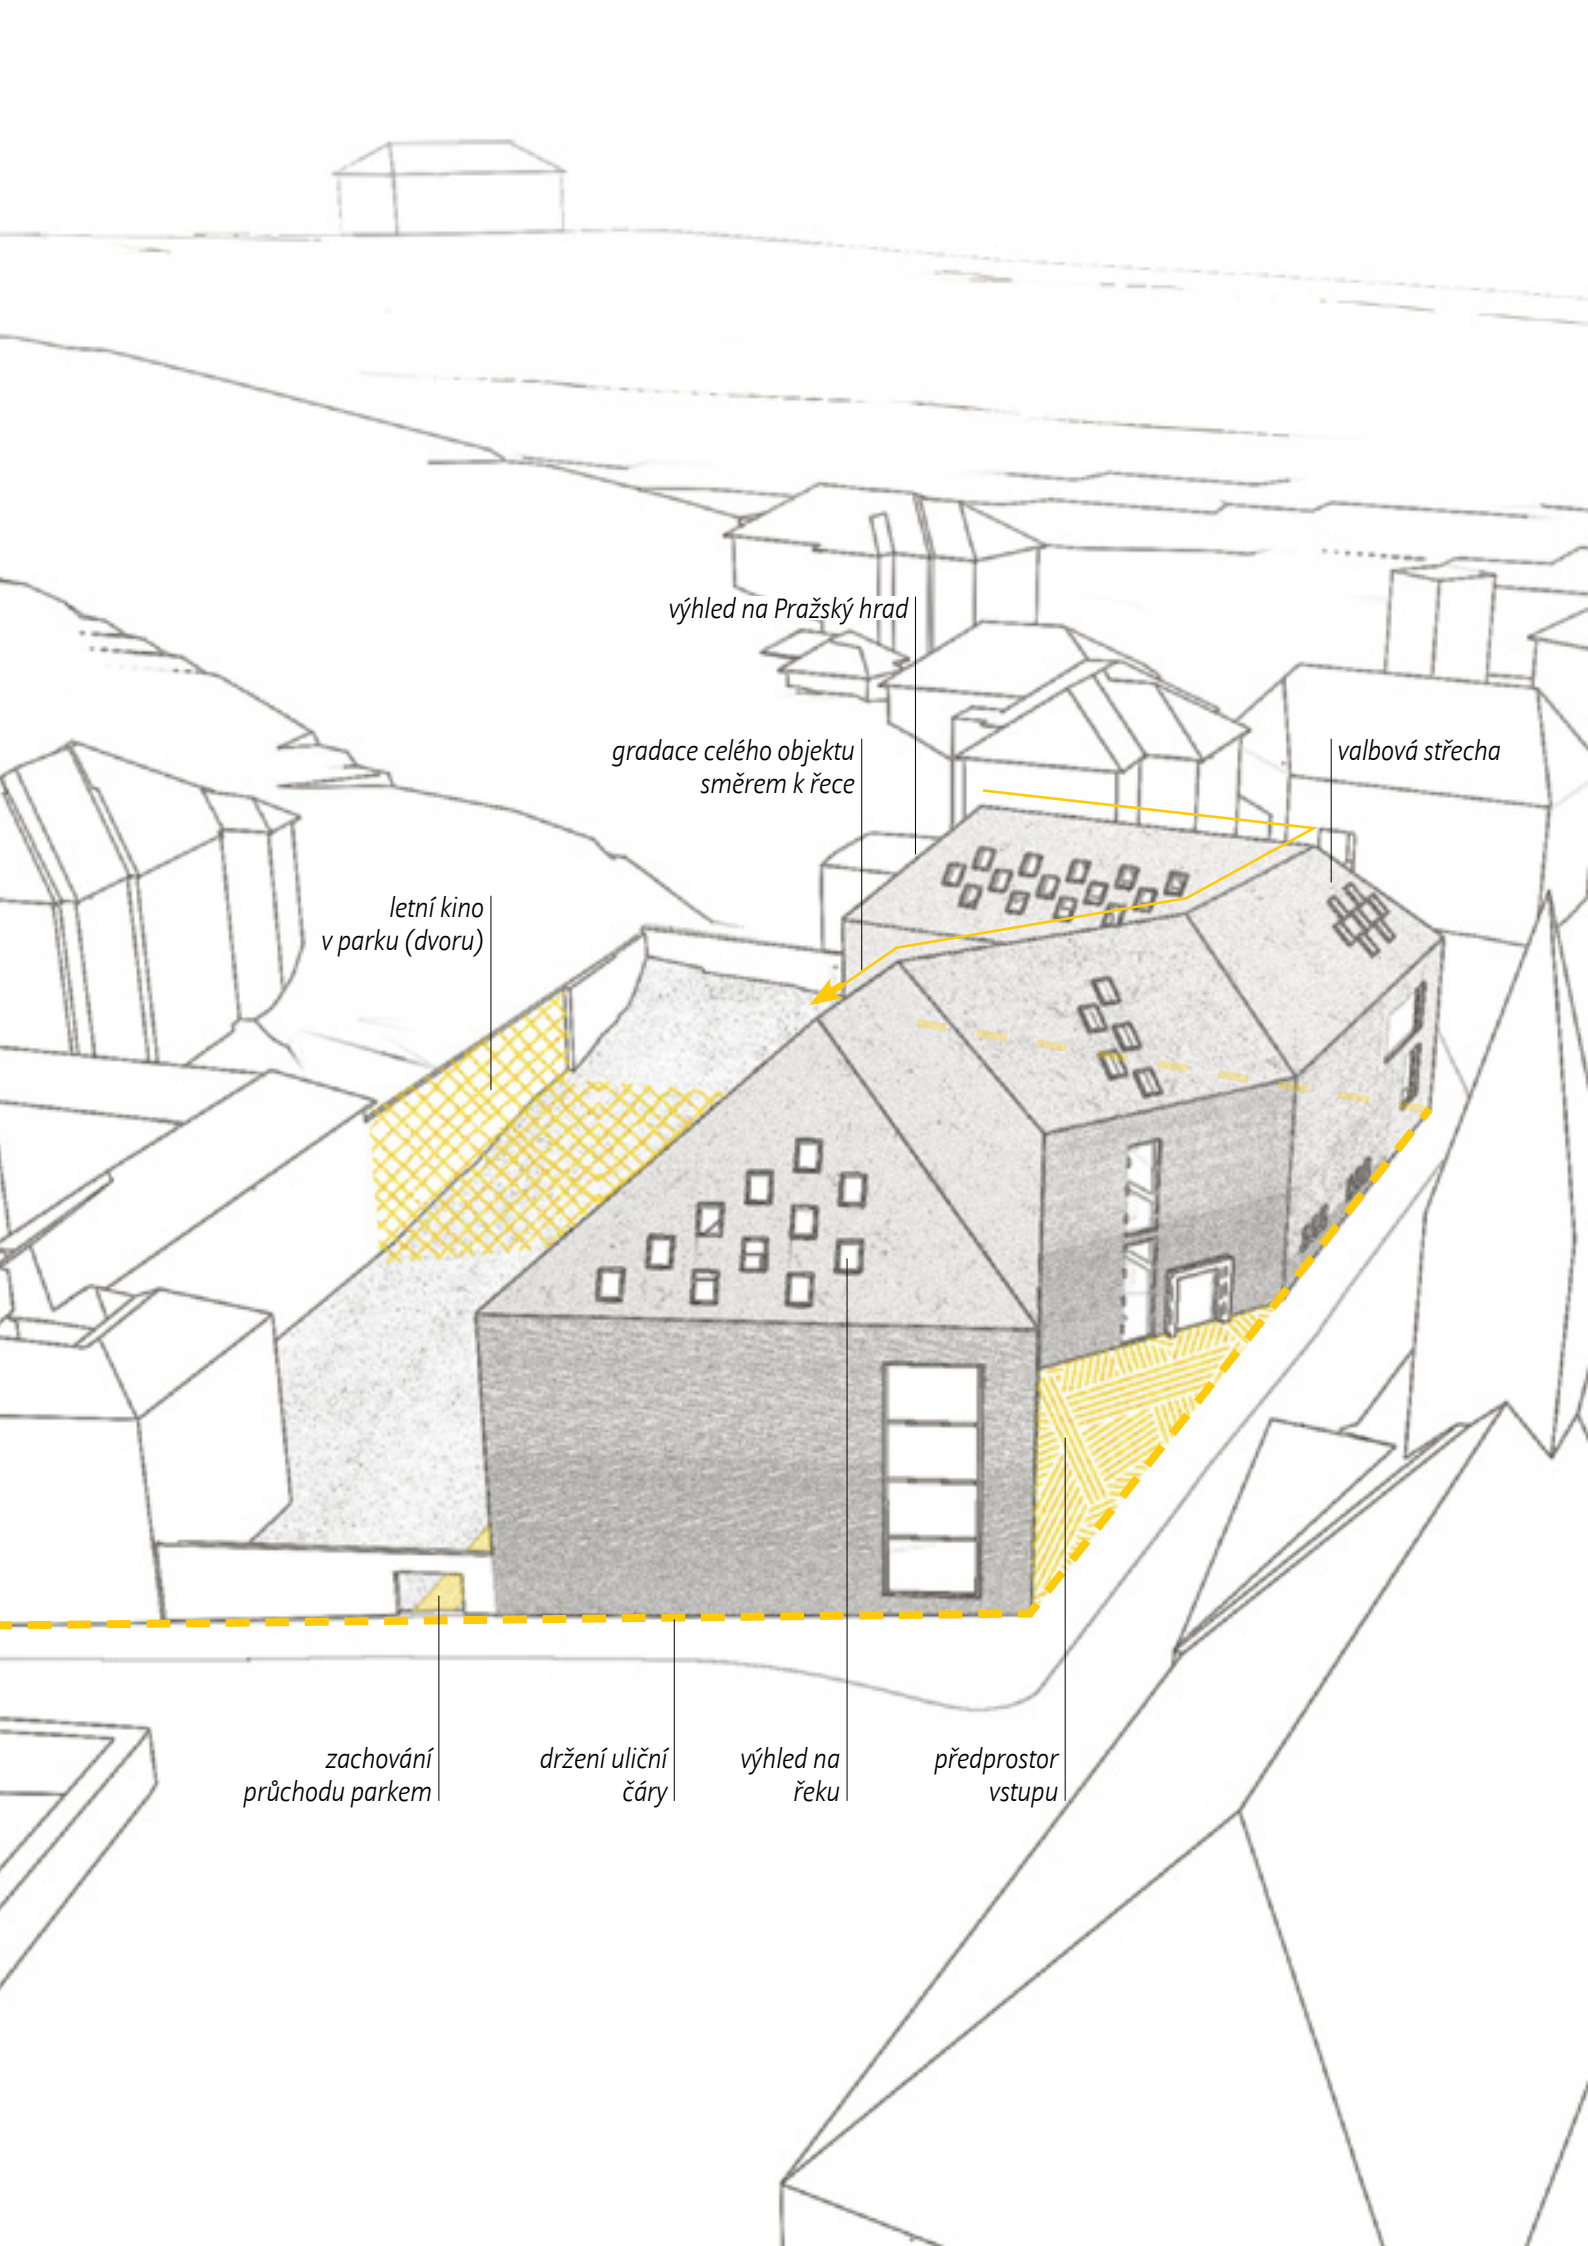 výhled na Pražský hrad
gradace celého objektu
směrem k řece
valbová střecha
letní kino
v parku (dvoru)
zachování
průchodu parkem
držení uliční
čáry
výhled na
řeku
předprostor
vstupu